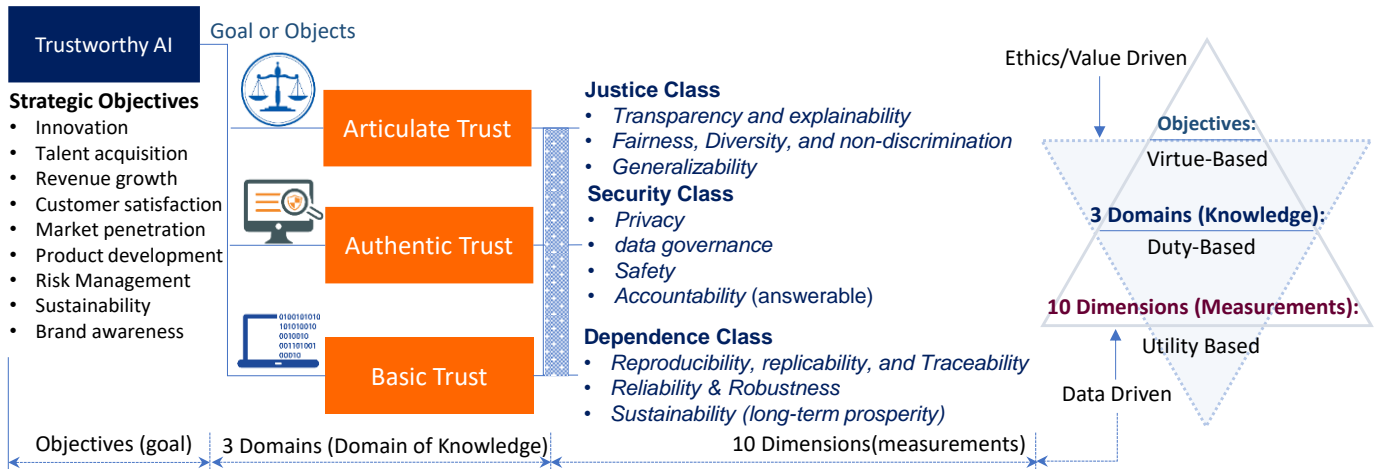 Trustworthy AI
Goal or Objects
Strategic Objectives
• Innovation
• Talent acquisition
• Revenue growth
• Customer satisfaction
• Market penetration
• Product development
• Risk Management
• Sustainability
• Brand awareness
Articulate Trust
Authentic Trust
0100101010
101010010
0010010
001101001
00010
Basic Trust
Justice Class
• Transparency and explainability
• Fairness, Diversity, and non-discrimination
• Generalizability
Security Class
• Privacy
• data governance
• Safety
• Accountability (answerable)
Dependence Class
• Reproducibility, replicability, and Traceability
• Reliability & Robustness
• Sustainability (long-term prosperity)
Ethics/Value Driven
Objectives:
Virtue-Based
3 Domains (Knowledge):
Duty-Based
10 Dimensions (Measurements):
Utility Based
Data Driven
Objectives (goal)
3 Domains (Domain of Knowledge)
10 Dimensions(measurements)